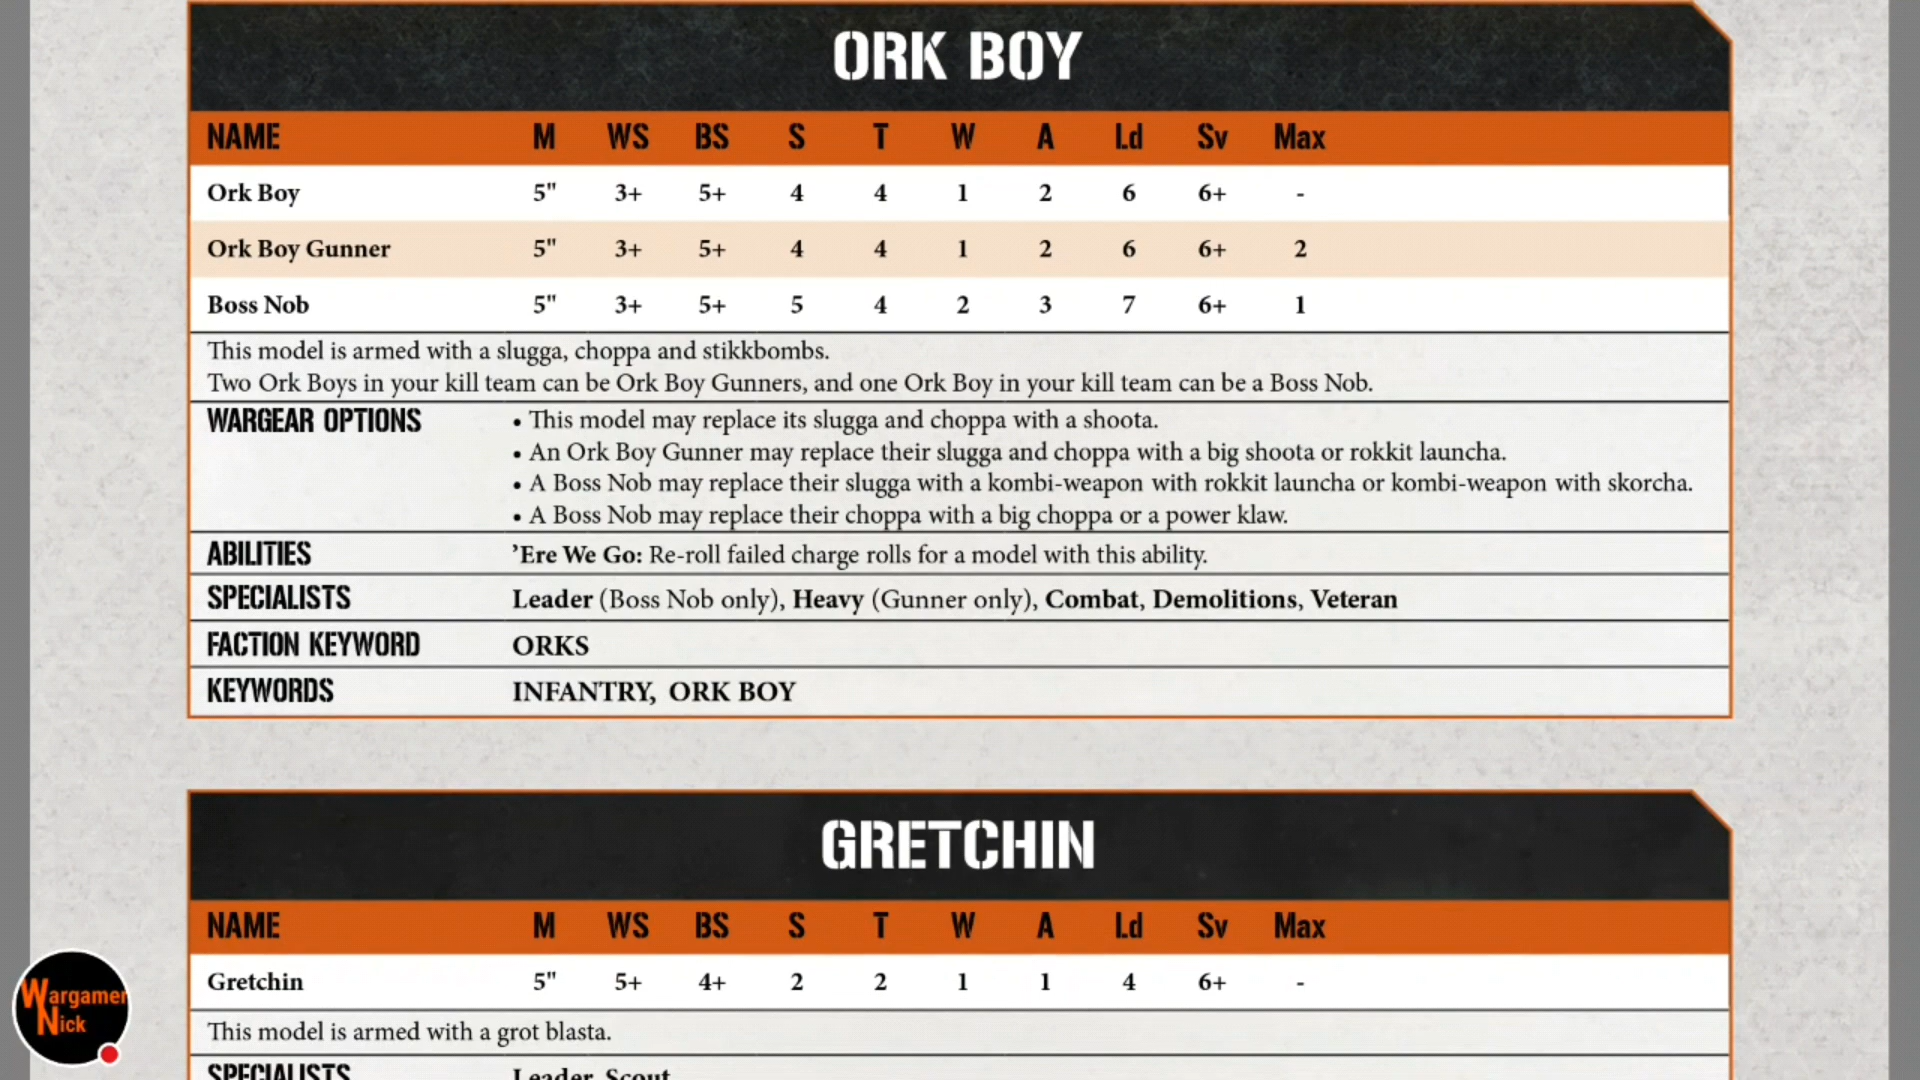 ORK BOY
NAME M WS BS S T W A Ld Sv Max
Ork Boy 5" 3+ 5+ 4 4 1 2 6 6+ -
Ork Boy Gunner 5" 3+ 5+ 4 4 1 2 6 6+ 2
Boss Nob 5" 3+ 5+ 5 4 2 3 7 6+ 1
This model is armed with a slugga, choppa and stikkbombs.
Two Ork Boys in your kill team can be Ork Boy Gunners, and one Ork Boy in your kill team can be a Boss Nob.
WARGEAR OPTIONS • This model may replace its slugga and choppa with a shoota.
• An Ork Boy Gunner may replace their slugga and choppa with a big shoota or rokkit launcha.
• A Boss Nob may replace their slugga with a kombi-weapon with rokkit launcha or kombi-weapon with skorcha.
• A Boss Nob may replace their choppa with a big choppa or a power klaw.
ABILITIES ’Ere We Go: Re-roll failed charge rolls for a model with this ability.
SPECIALISTS Leader (Boss Nob only), Heavy (Gunner only), Combat, Demolitions, Veteran
FACTION KEYWORD ORKS
KEYWORDS INFANTRY, ORK BOY
GRETCHIN
NAME M WS BS S T W A Ld Sv Max
Gretchin 5" 5+ 4+ 2 2 1 1 4 6+ -
This model is armed with a grot blasta.
SPECIALISTS Leader, Scout
Wargamer
Nick